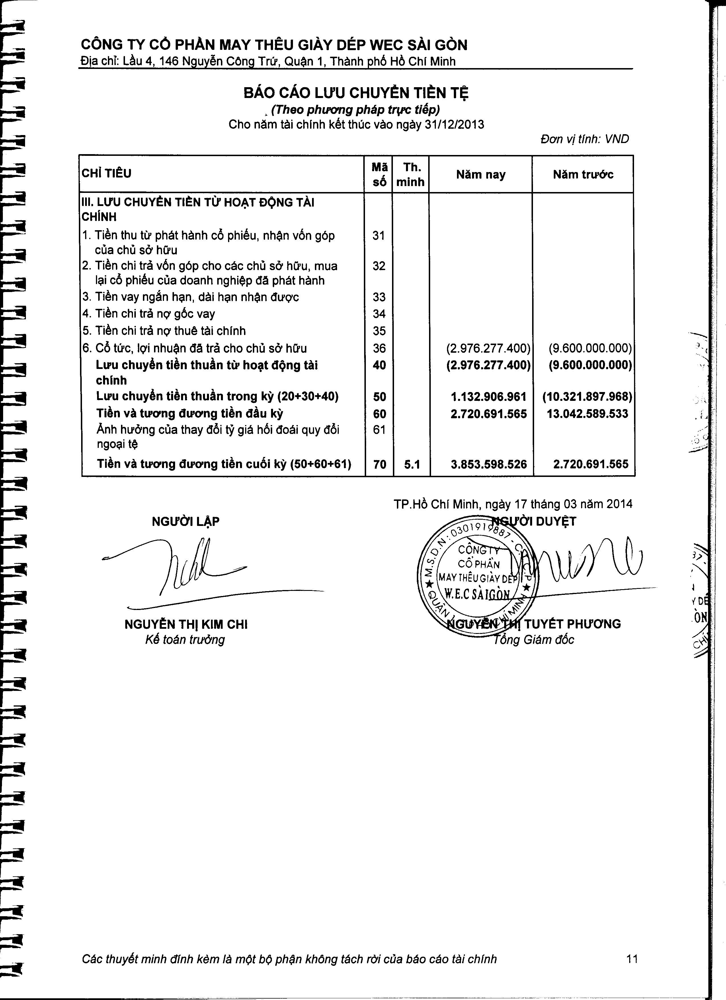 CÔNG TY CỔ PHẦN MAY THÊU GIÀY DÉP WEC SÀI GÒN
Địa chỉ: Lầu 4, 146 Nguyễn Công Trứ, Quận 1, Thành phố Hồ Chí Minh
BÁO CÁO LƯU CHUYỂN TIỀN TỆ
(Theo phương pháp trực tiếp)
Cho năm tài chính kết thúc vào ngày 31/12/2013
Đơn vị tính: VND
CHỈ TIÊU Mã số Th. minh Năm nay Năm trước
III. LƯU CHUYỂN TIỀN TỪ HOẠT ĐỘNG TÀI
CHÍNH
1. Tiền thu từ phát hành cổ phiếu, nhận vốn góp 31
của chủ sở hữu
2. Tiền chi trả vốn góp cho các chủ sở hữu, mua 32
lại cổ phiếu của doanh nghiệp đã phát hành
3. Tiền vay ngắn hạn, dài hạn nhận được 33
4. Tiền chi trả nợ gốc vay 34
5. Tiền chi trả nợ thuê tài chính 35
6. Cổ tức, lợi nhuận đã trả cho chủ sở hữu 36 (2.976.277.400) (9.600.000.000)
Lưu chuyển tiền thuần từ hoạt động tài 40 (2.976.277.400) (9.600.000.000)
chính
Lưu chuyển tiền thuần trong kỳ (20+30+40) 50 1.132.906.961 (10.321.897.968)
Tiền và tương đương tiền đầu kỳ 60 2.720.691.565 13.042.589.533
Ảnh hưởng của thay đổi tỷ giá hối đoái quy đổi 61
ngoại tệ
Tiền và tương đương tiền cuối kỳ (50+60+61) 70 5.1 3.853.598.526 2.720.691.565
TP.Hồ Chí Minh, ngày 17 tháng 03 năm 2014
NGƯỜI LẬP NGƯỜI DUYỆT
M.S.D.N: 0301919887 - C.T.C.P
CÔNG TY
CỔ PHẦN
MAY THÊU GIÀY DÉP
W.E.C SÀI GÒN
QUẬN 1 - TP HỒ CHÍ MINH
NGUYỄN THỊ KIM CHI NGUYỄN THỊ TUYẾT PHƯƠNG
Kế toán trưởng Tổng Giám đốc
Các thuyết minh đính kèm là một bộ phận không tách rời của báo cáo tài chính 11